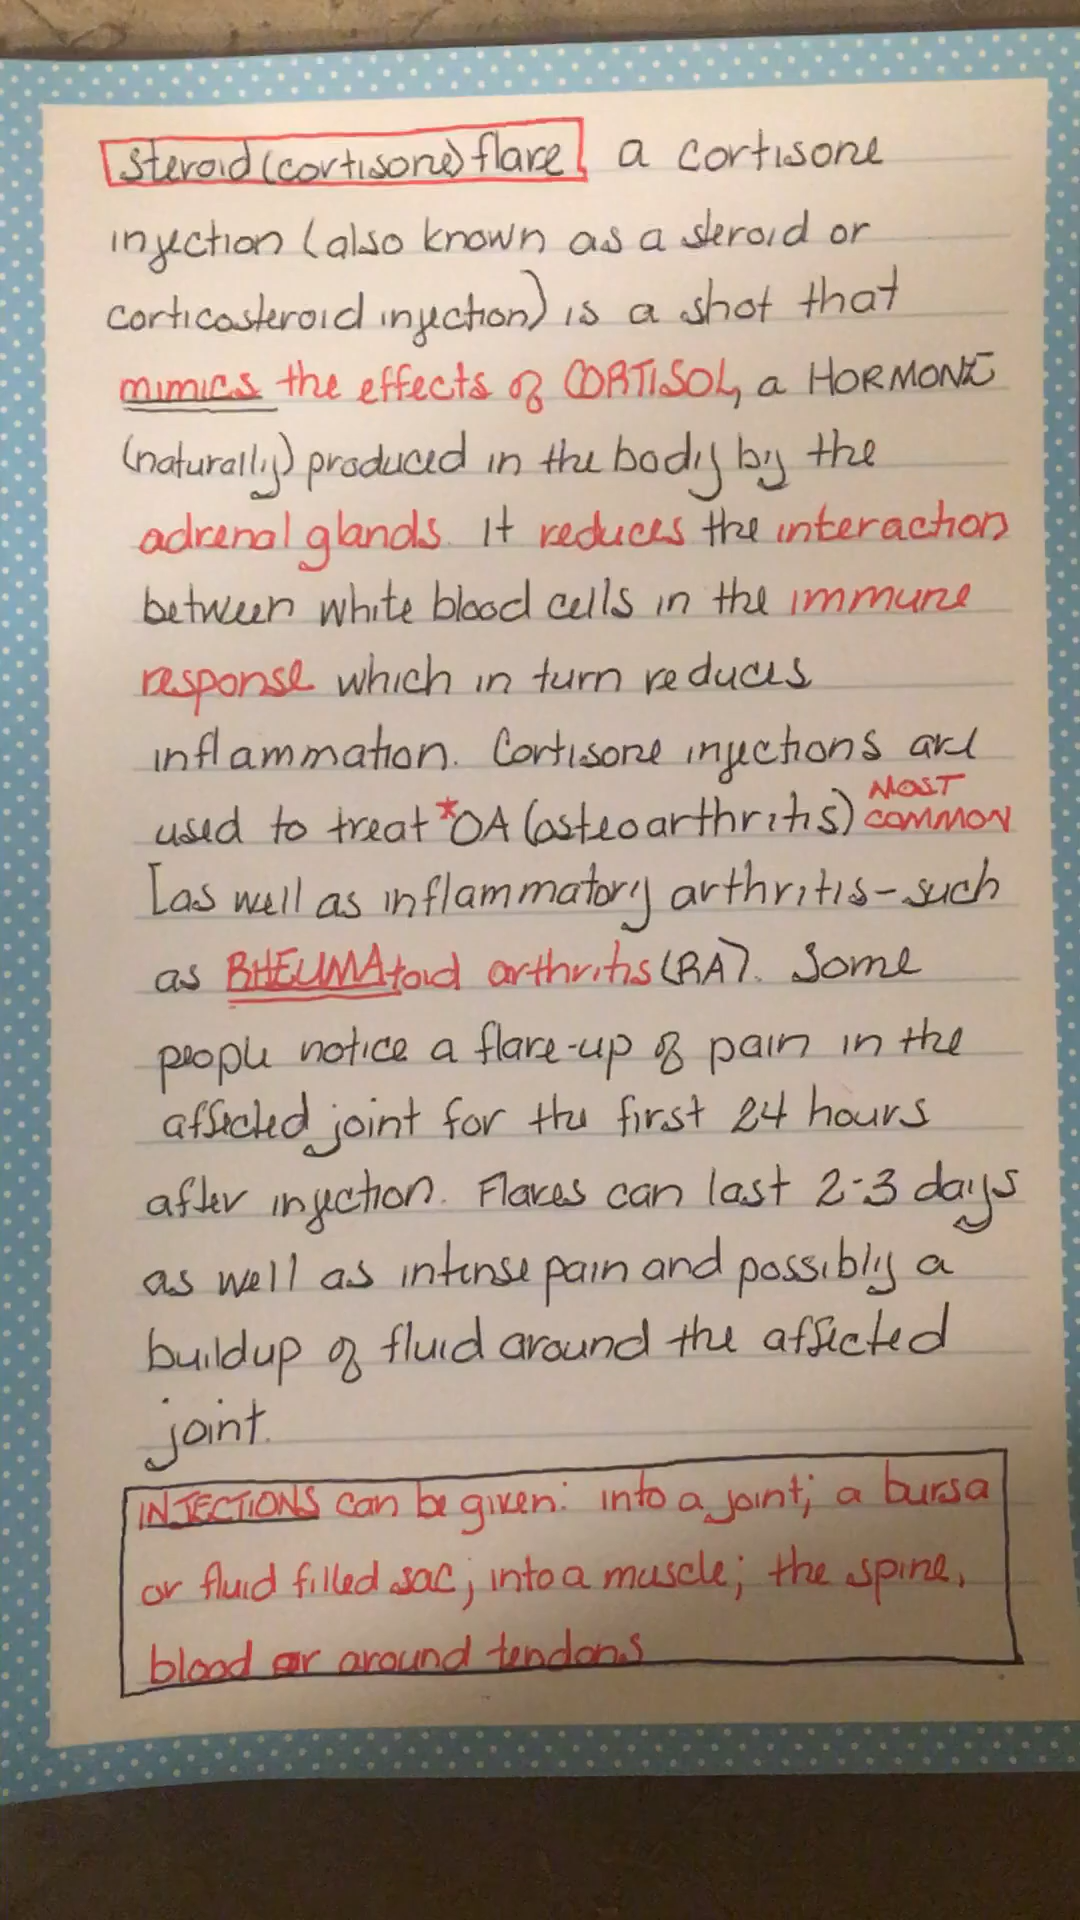 steroid (cortisone) flare a cortisone
injection (also known as a steroid or
corticosteroid injection) is a shot that
mimics the effects of CORTISOL, a HORMONE
(naturally) produced in the body by the
adrenal glands. It reduces the interaction
between white blood cells in the immune
response which in turn reduces
inflammation. Cortisone injections are
used to treat *OA (osteoarthritis) MOST COMMON
[as well as inflammatory arthritis - such
as RHEUMAtoid arthritis (RA]. Some
people notice a flare-up of pain in the
affected joint for the first 24 hours
after injection. Flares can last 2-3 days
as well as intense pain and possibly a
buildup of fluid around the affected
joint.
INJECTIONS can be given: into a joint; a bursa
or fluid filled sac; into a muscle; the spine,
blood or around tendons